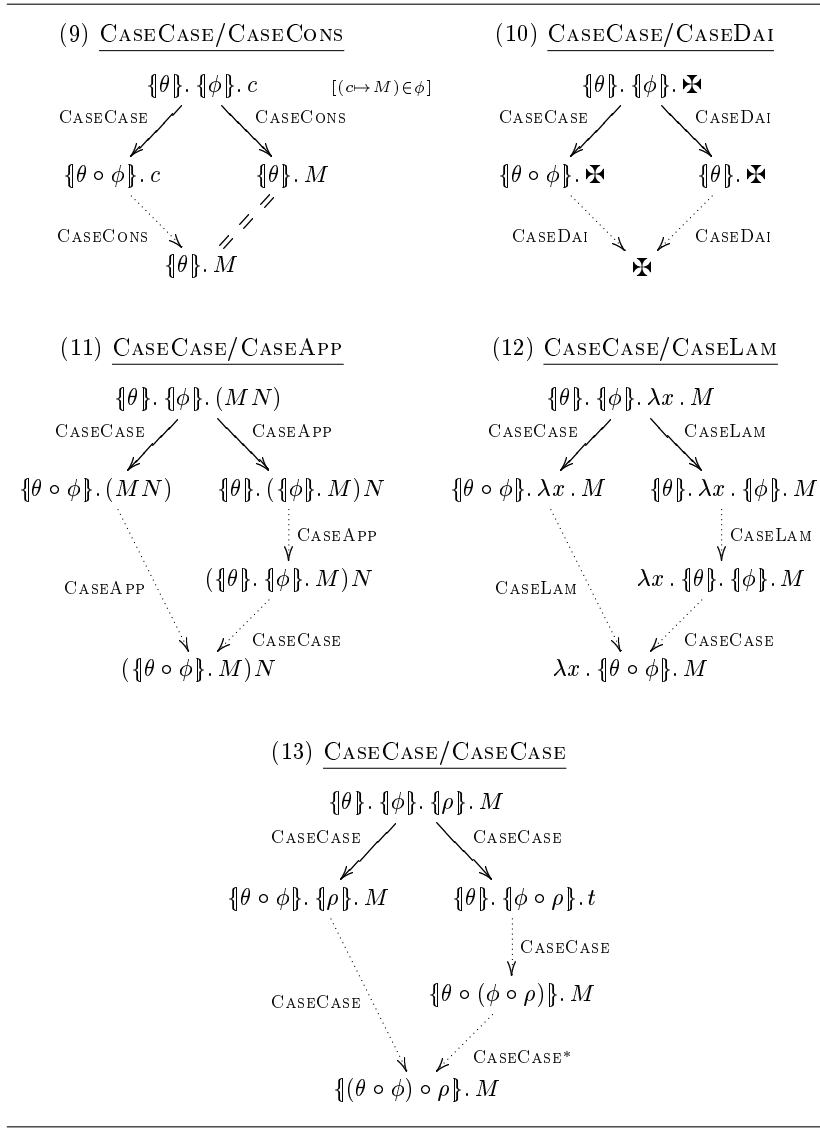 (9) CASECASE/CASECONS
{|θ|}. {|φ|}. c [(c↦M)∈φ]
CASECASE CASECONS
{|θ ∘ φ|}. c {|θ|}. M
CASECONS
{|θ|}. M
(10) CASECASE/CASEDAI
{|θ|}. {|φ|}. ✠
CASECASE CASEDAI
{|θ ∘ φ|}. ✠ {|θ|}. ✠
CASEDAI CASEDAI
✠
(11) CASECASE/CASEAPP
{|θ|}. {|φ|}. (MN)
CASECASE CASEAPP
{|θ ∘ φ|}. (MN) {|θ|}. ({|φ|}. M)N
CASEAPP
CASEAPP ({|θ|}. {|φ|}. M)N
CASECASE
({|θ ∘ φ|}. M)N
(12) CASECASE/CASELAM
{|θ|}. {|φ|}. λx . M
CASECASE CASELAM
{|θ ∘ φ|}. λx . M {|θ|}. λx . {|φ|}. M
CASELAM
CASELAM λx . {|θ|}. {|φ|}. M
CASECASE
λx . {|θ ∘ φ|}. M
(13) CASECASE/CASECASE
{|θ|}. {|φ|}. {|ρ|}. M
CASECASE CASECASE
{|θ ∘ φ|}. {|ρ|}. M {|θ|}. {|φ ∘ ρ|}. t
CASECASE
CASECASE {|θ ∘ (φ ∘ ρ)|}. M
CASECASE*
{|(θ ∘ φ) ∘ ρ|}. M